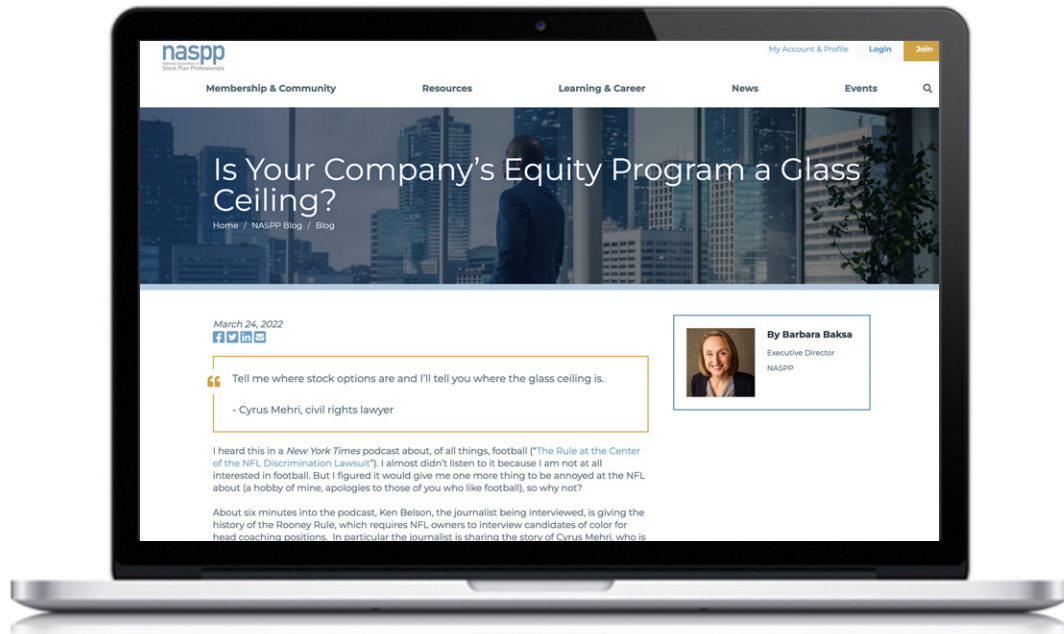 naspp
National Association of
Stock Plan Professionals
My Account & Profile Login Join
Membership & Community Resources Learning & Career News Events
Is Your Company's Equity Program a Glass
Ceiling?
Home / NASPP Blog / Blog
March 24, 2022
By Barbara Baksa
Executive Director
NASPP
“ Tell me where stock options are and I'll tell you where the glass ceiling is.
- Cyrus Mehri, civil rights lawyer
I heard this in a New York Times podcast about, of all things, football (“The Rule at the Center
of the NFL Discrimination Lawsuit”). I almost didn't listen to it because I am not at all
interested in football. But I figured it would give me one more thing to be annoyed at the NFL
about (a hobby of mine, apologies to those of you who like football), so why not?
About six minutes into the podcast, Ken Belson, the journalist being interviewed, is giving the
history of the Rooney Rule, which requires NFL owners to interview candidates of color for
head coaching positions. In particular the journalist is sharing the story of Cyrus Mehri, who is